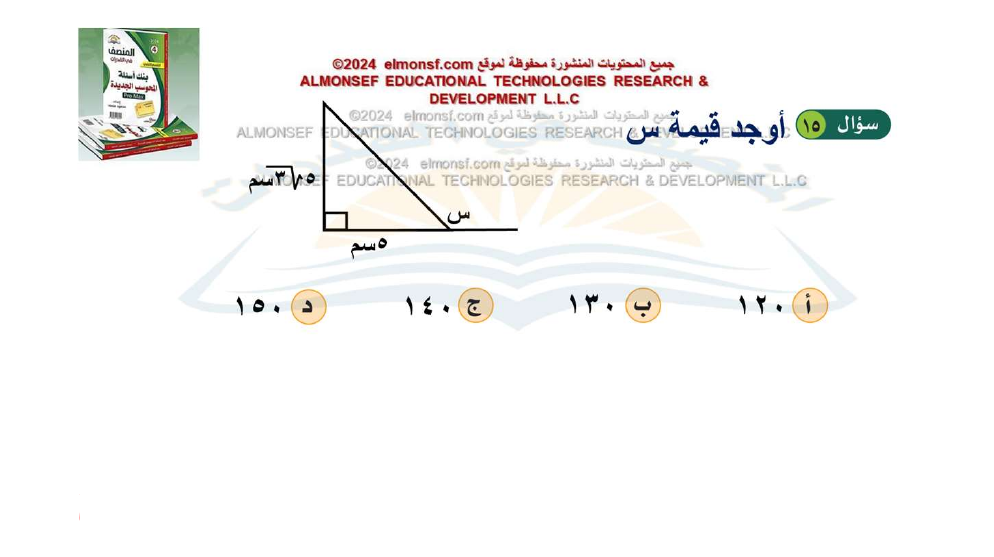 جميع المحتويات المنشورة محفوظة لموقع elmonsf.com ©2024
ALMONSEF EDUCATIONAL TECHNOLOGIES RESEARCH &
DEVELOPMENT L.L.C
جميع المحتويات المنشورة محفوظة لموقع elmonsf.com ©2024
ALMONSEF EDUCATIONAL TECHNOLOGIES RESEARCH & DEVELOPMENT L.L.C
سؤال ١٥ أوجد قيمة س
جميع المحتويات المنشورة محفوظة لموقع elmonsf.com ©2024
ALMONSEF EDUCATIONAL TECHNOLOGIES RESEARCH & DEVELOPMENT L.L.C
المنصف
في القدرات
4
بنك أسئلة
المحوسب الجديدة
٥√٣ سم
س
٥ سم
أ ١٢٠
ب ١٣٠
ج ١٤٠
د ١٥٠